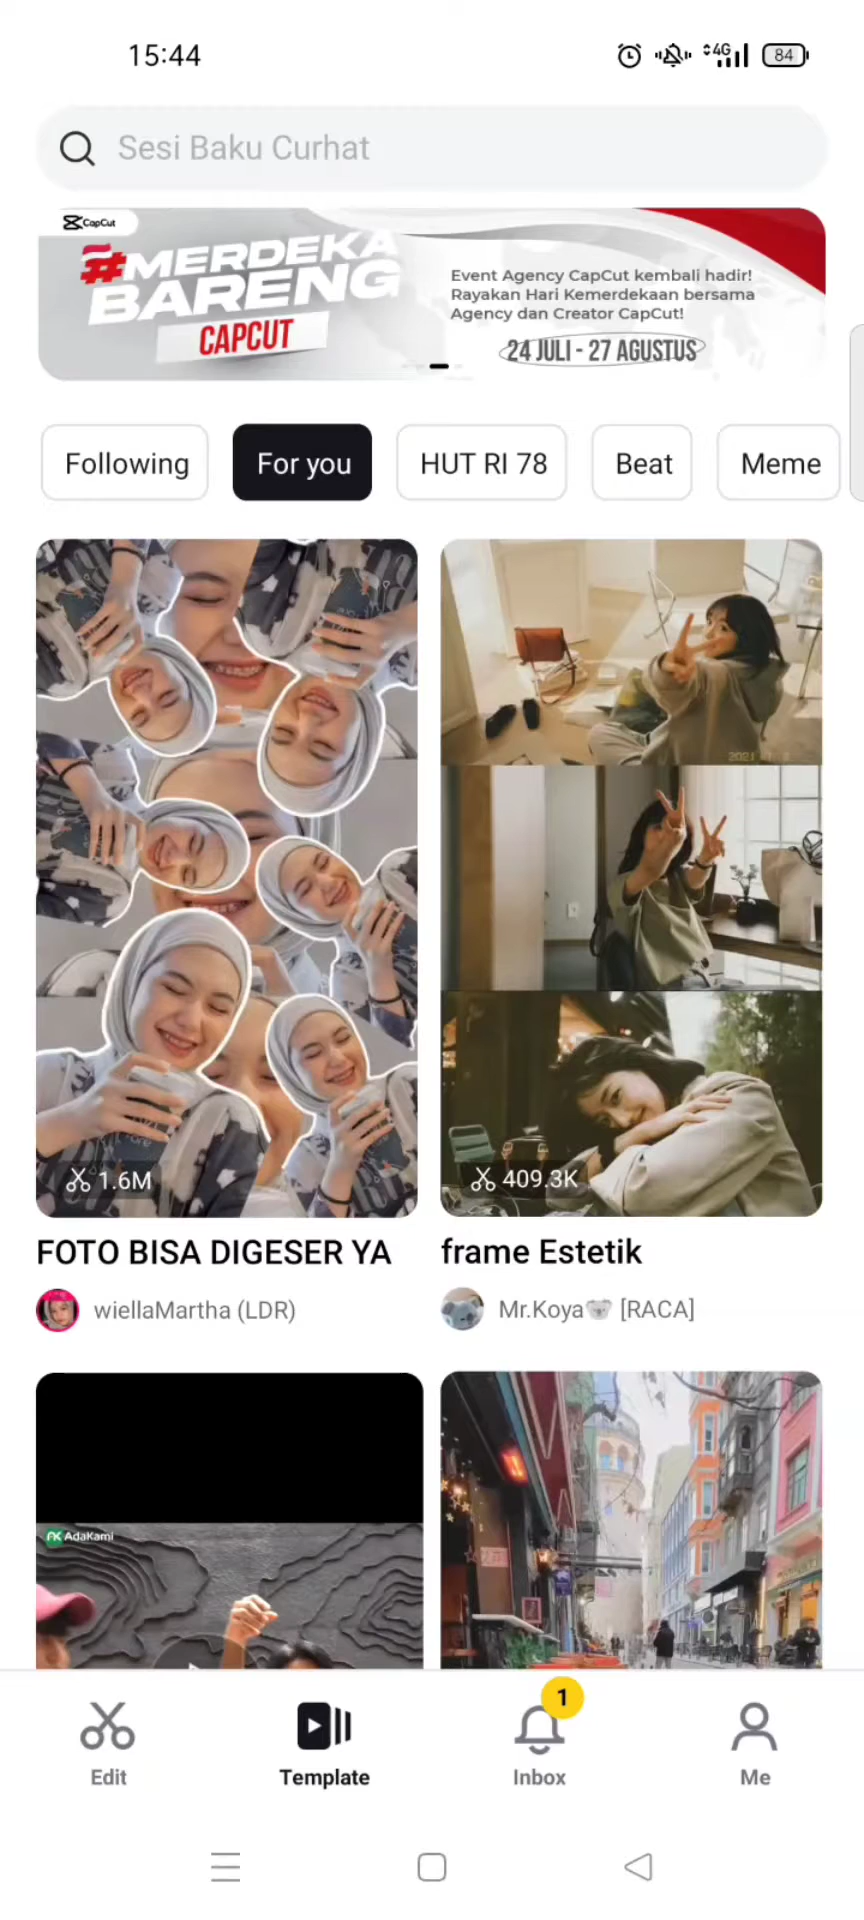 15:44
4G
84
Sesi Baku Curhat
CapCut
#MERDEKA
BARENG
CAPCUT
Event Agency CapCut kembali hadir!
Rayakan Hari Kemerdekaan bersama
Agency dan Creator CapCut!
24 JULI - 27 AGUSTUS
Following
For you
HUT RI 78
Beat
Meme
1.6M
409.3K
FOTO BISA DIGESER YA
frame Estetik
wiellaMartha (LDR)
Mr.Koya🐨 [RACA]
AdaKami
1
Edit
Template
Inbox
Me